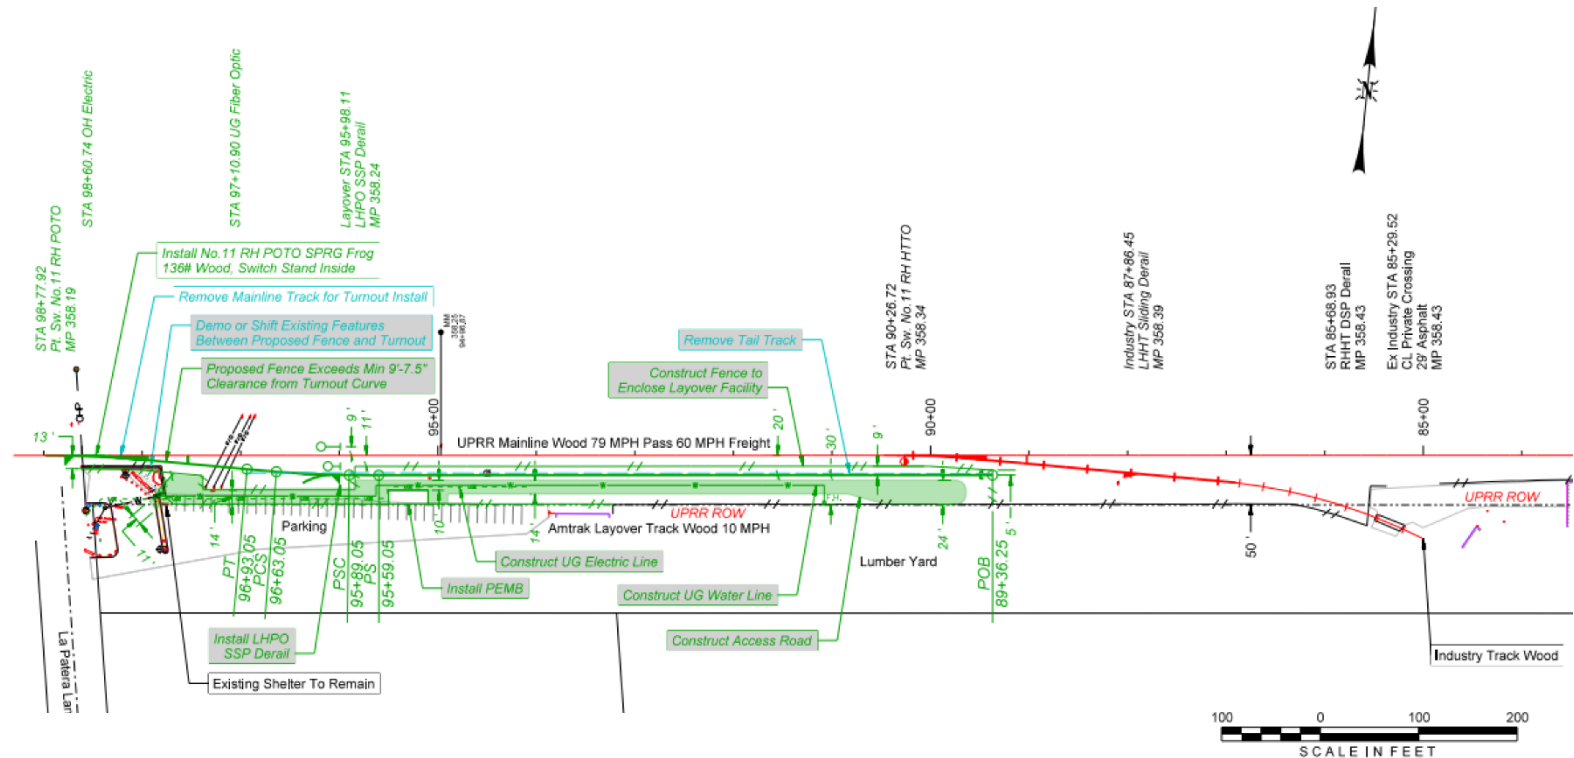 STA 98+77.92
Pt. Sw. No.11 RH POTO
MP 358.19
STA 98+60.74 OH Electric
STA 97+10.90 UG Fiber Optic
Layover STA 95+98.11
LHPO SSP Derail
MP 358.24
Install No.11 RH POTO SPRG Frog
136# Wood, Switch Stand Inside
Remove Mainline Track for Turnout Install
Demo or Shift Existing Features
Between Proposed Fence and Turnout
Proposed Fence Exceeds Min 9'-7.5"
Clearance from Turnout Curve
MM
358.25
94+96.87
Remove Tail Track
Construct Fence to
Enclose Layover Facility
STA 90+26.72
Pt. Sw. No.11 RH HTTO
MP 358.34
Industry STA 87+86.45
LHHT Sliding Derail
MP 358.39
STA 85+68.93
RHHT DSP Derail
MP 358.43
Ex Industry STA 85+29.52
CL Private Crossing
29' Asphalt
MP 358.43
N
OHP
13 '
9 '
11 '
95+00
UPRR Mainline Wood 79 MPH Pass 60 MPH Freight
20 '
30 '
9 '
90+00
85+00
UPRR ROW
11 '
14 '
Parking
10 '
14 '
UPRR ROW
Amtrak Layover Track Wood 10 MPH
24 '
5 '
50 '
PT
96+93.05
PCS
96+63.05
PSC
95+89.05
PS
95+59.05
Construct UG Electric Line
Install PEMB
Construct UG Water Line
Lumber Yard
POB
89+36.25
Construct Access Road
Install LHPO
SSP Derail
Existing Shelter To Remain
Industry Track Wood
La Patera Lan
100 0 100 200
SCALE IN FEET